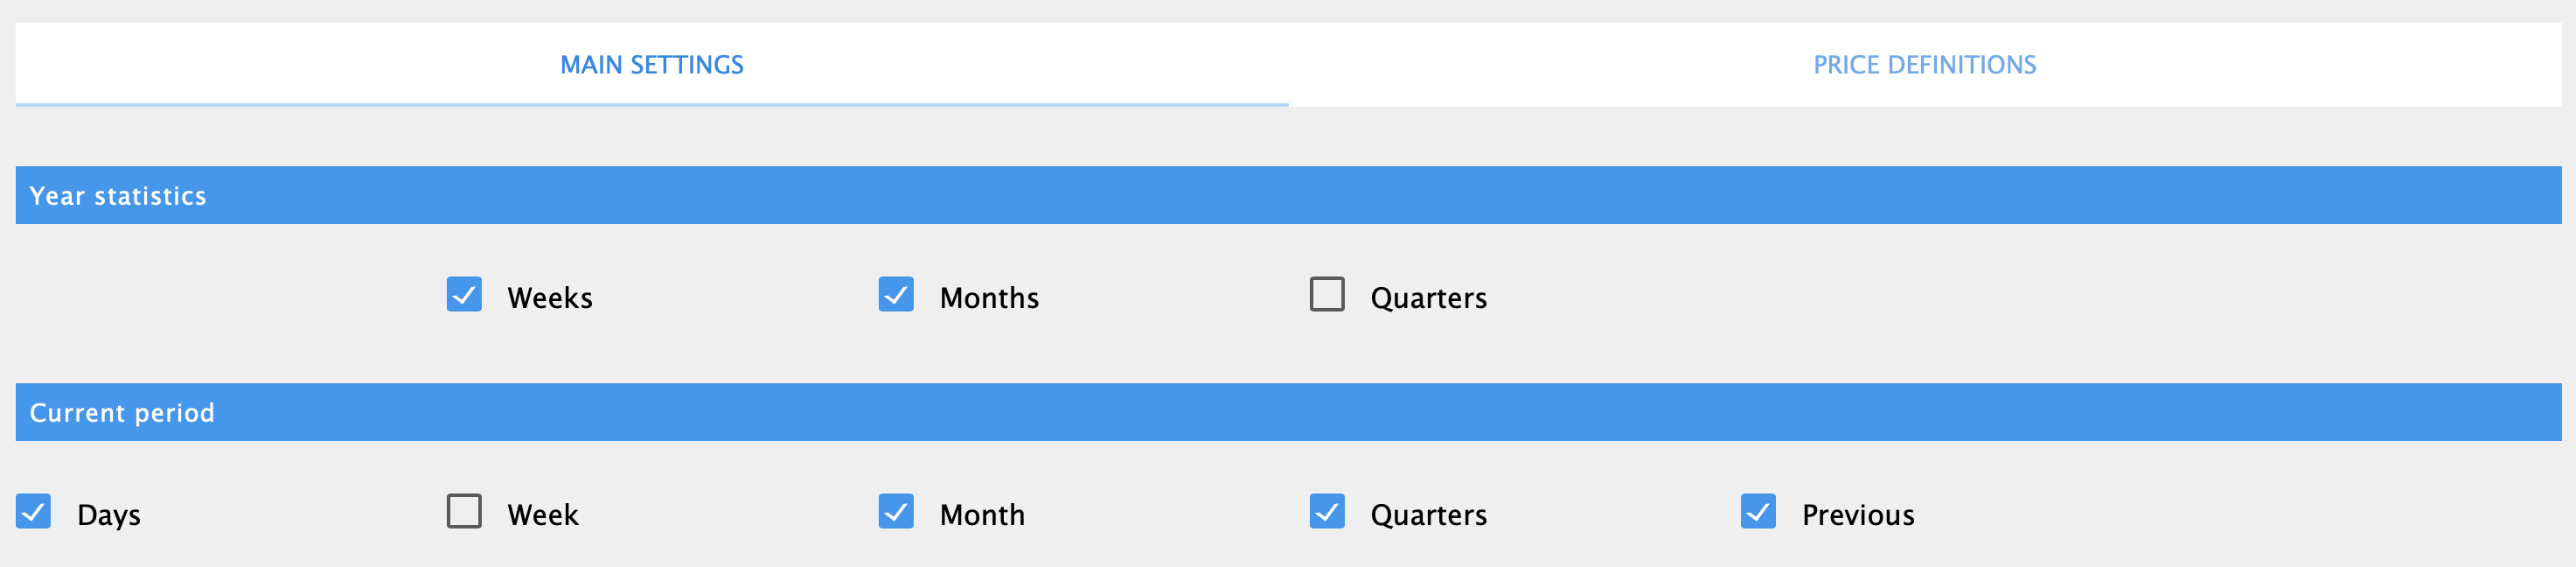 MAIN SETTINGS PRICE DEFINITIONS
Year statistics
Weeks Months Quarters
Current period
Days Week Month Quarters Previous